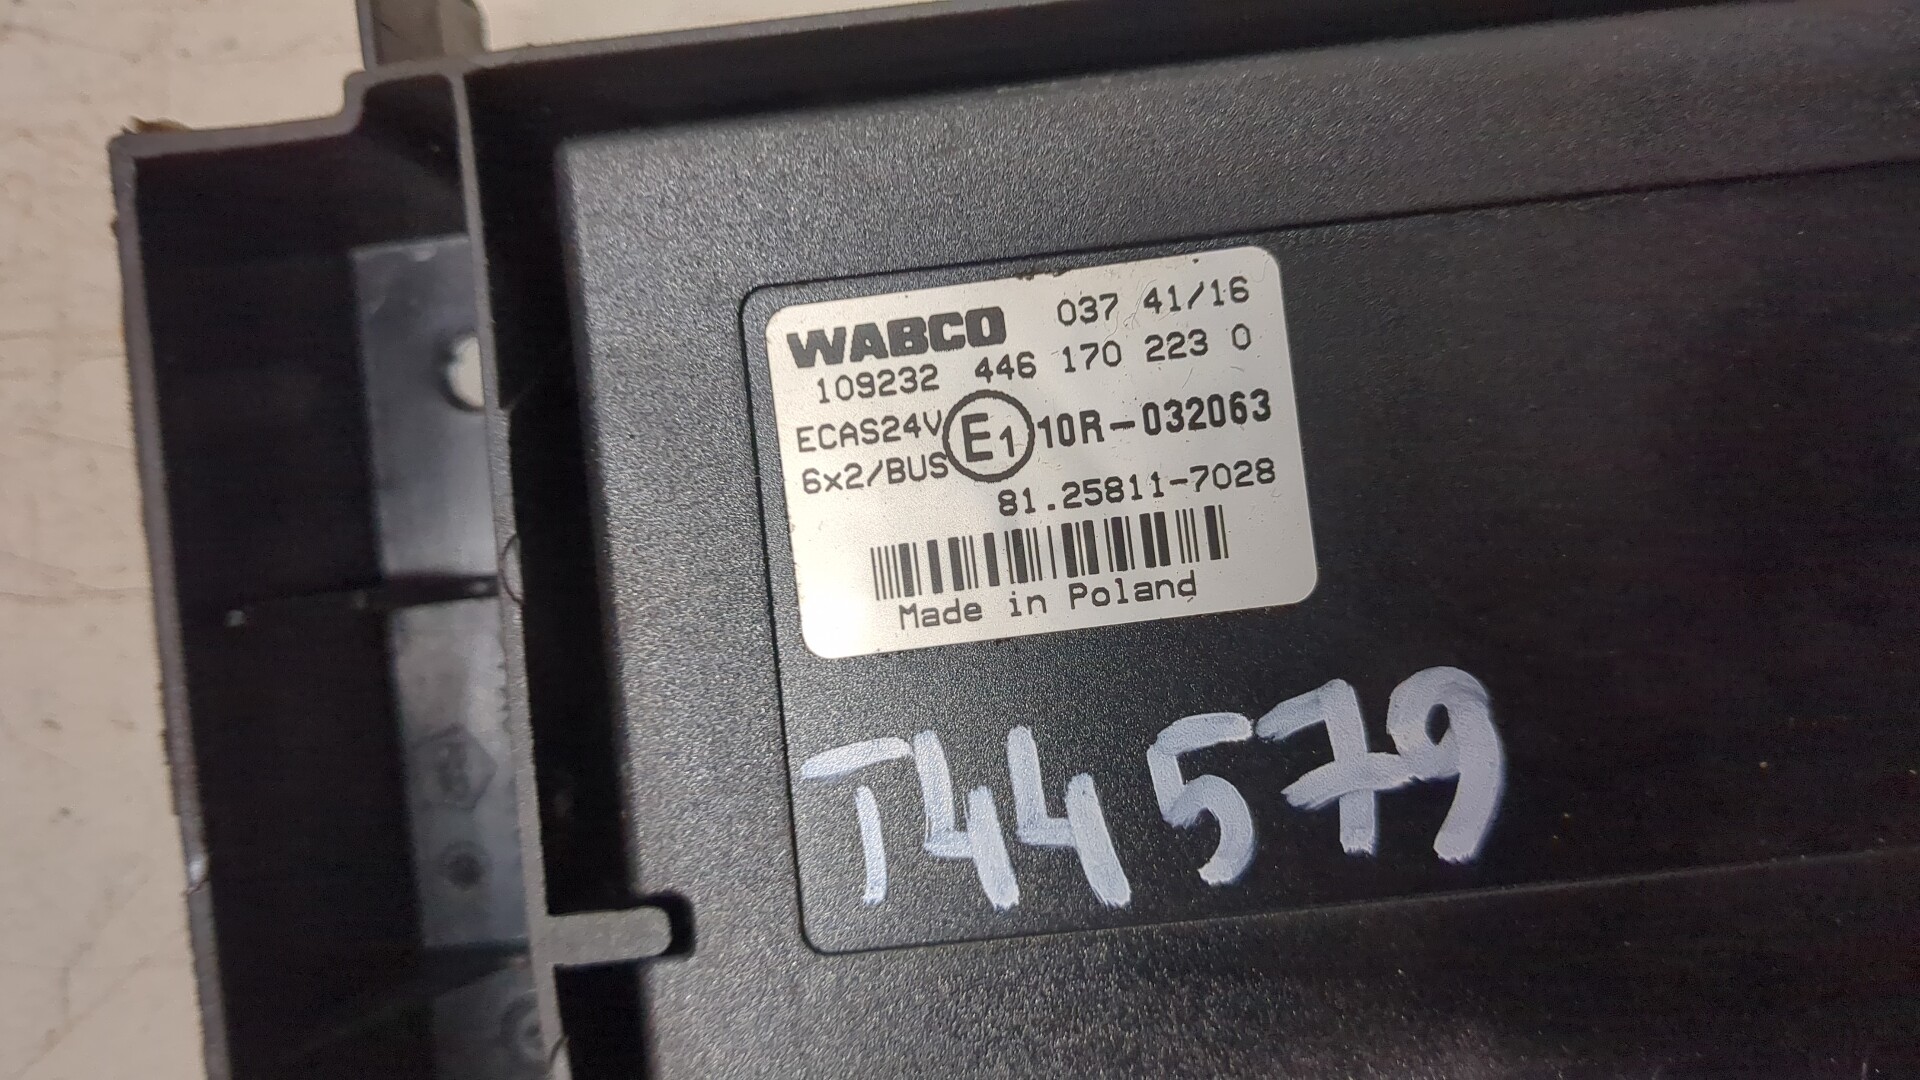 WABCO 037 41/16
109232 446 170 223 0
ECAS24V E1 10R-032063
6x2/BUS
81.25811-7028
Made in Poland
T44579